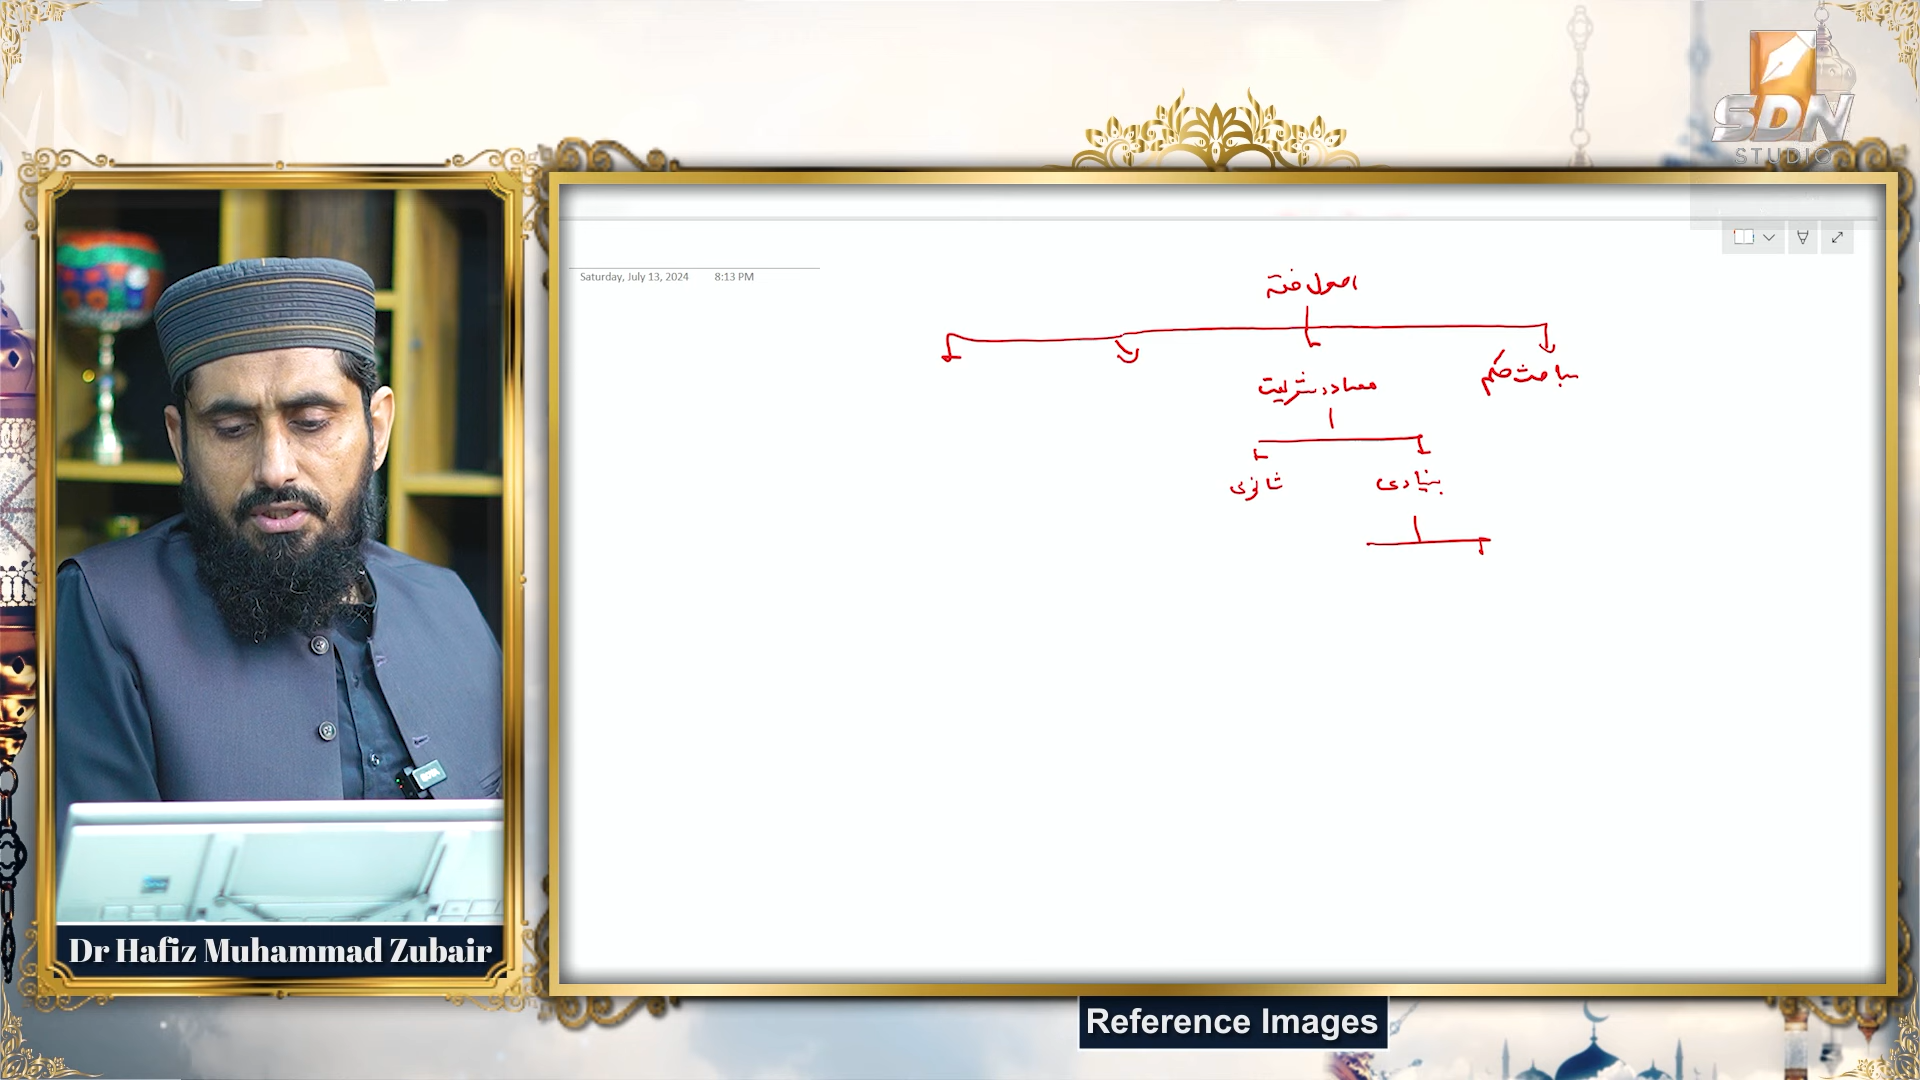 SDN
STUDIO
Saturday, July 13, 2024 8:13 PM
اصول فقہ
مباحث حکم
مصادر شریعت
بنیادی
ثانوی
Dr Hafiz Muhammad Zubair
Reference Images